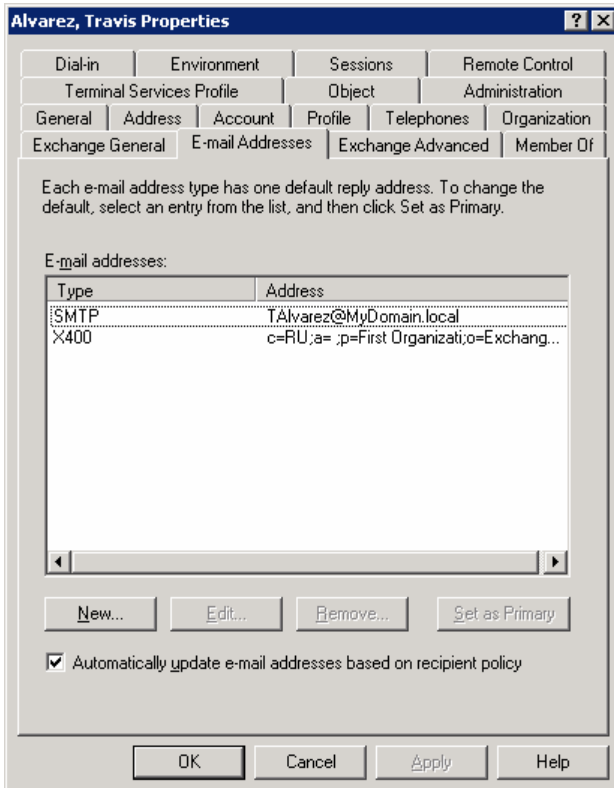 Alvarez, Travis Properties
Dial-in Environment Sessions Remote Control
Terminal Services Profile Object Administration
General Address Account Profile Telephones Organization
Exchange General E-mail Addresses Exchange Advanced Member Of
Each e-mail address type has one default reply address. To change the
default, select an entry from the list, and then click Set as Primary.
E-mail addresses:
Type Address
SMTP TAlvarez@MyDomain.local
X400 c=RU;a= ;p=First Organizati;o=Exchang...
New... Edit... Remove... Set as Primary
Automatically update e-mail addresses based on recipient policy
OK Cancel Apply Help